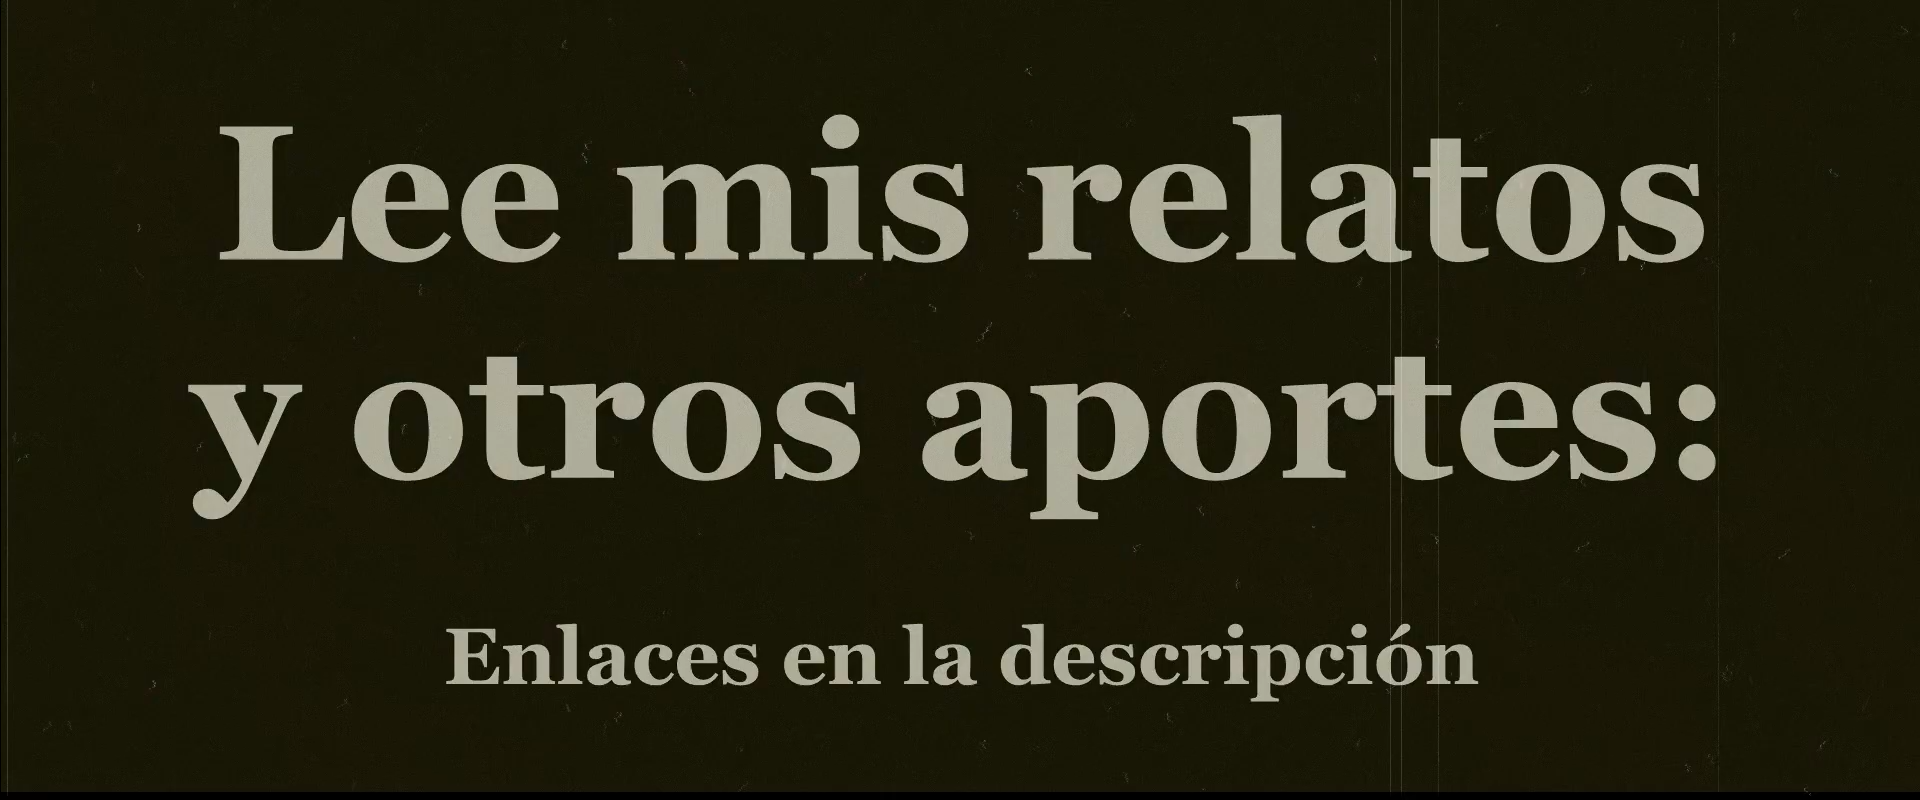 Lee mis relatos
y otros aportes:
Enlaces en la descripción